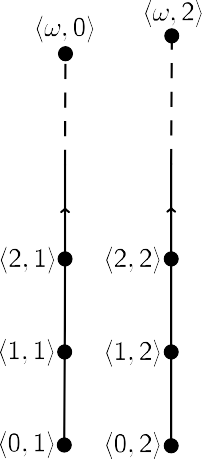 ⟨ω, 0⟩ ⟨ω, 2⟩
⟨2, 1⟩ ⟨2, 2⟩
⟨1, 1⟩ ⟨1, 2⟩
⟨0, 1⟩ ⟨0, 2⟩